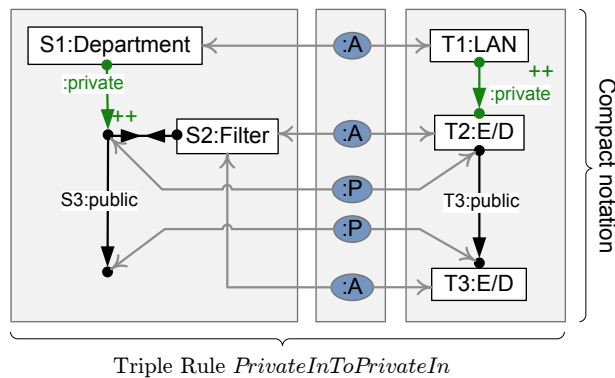 S1:Department
:A
T1:LAN
:private
++
++
:private
S2:Filter
:A
T2:E/D
:P
S3:public
T3:public
:P
:A
T3:E/D
Compact notation
Triple Rule PrivateInToPrivateIn